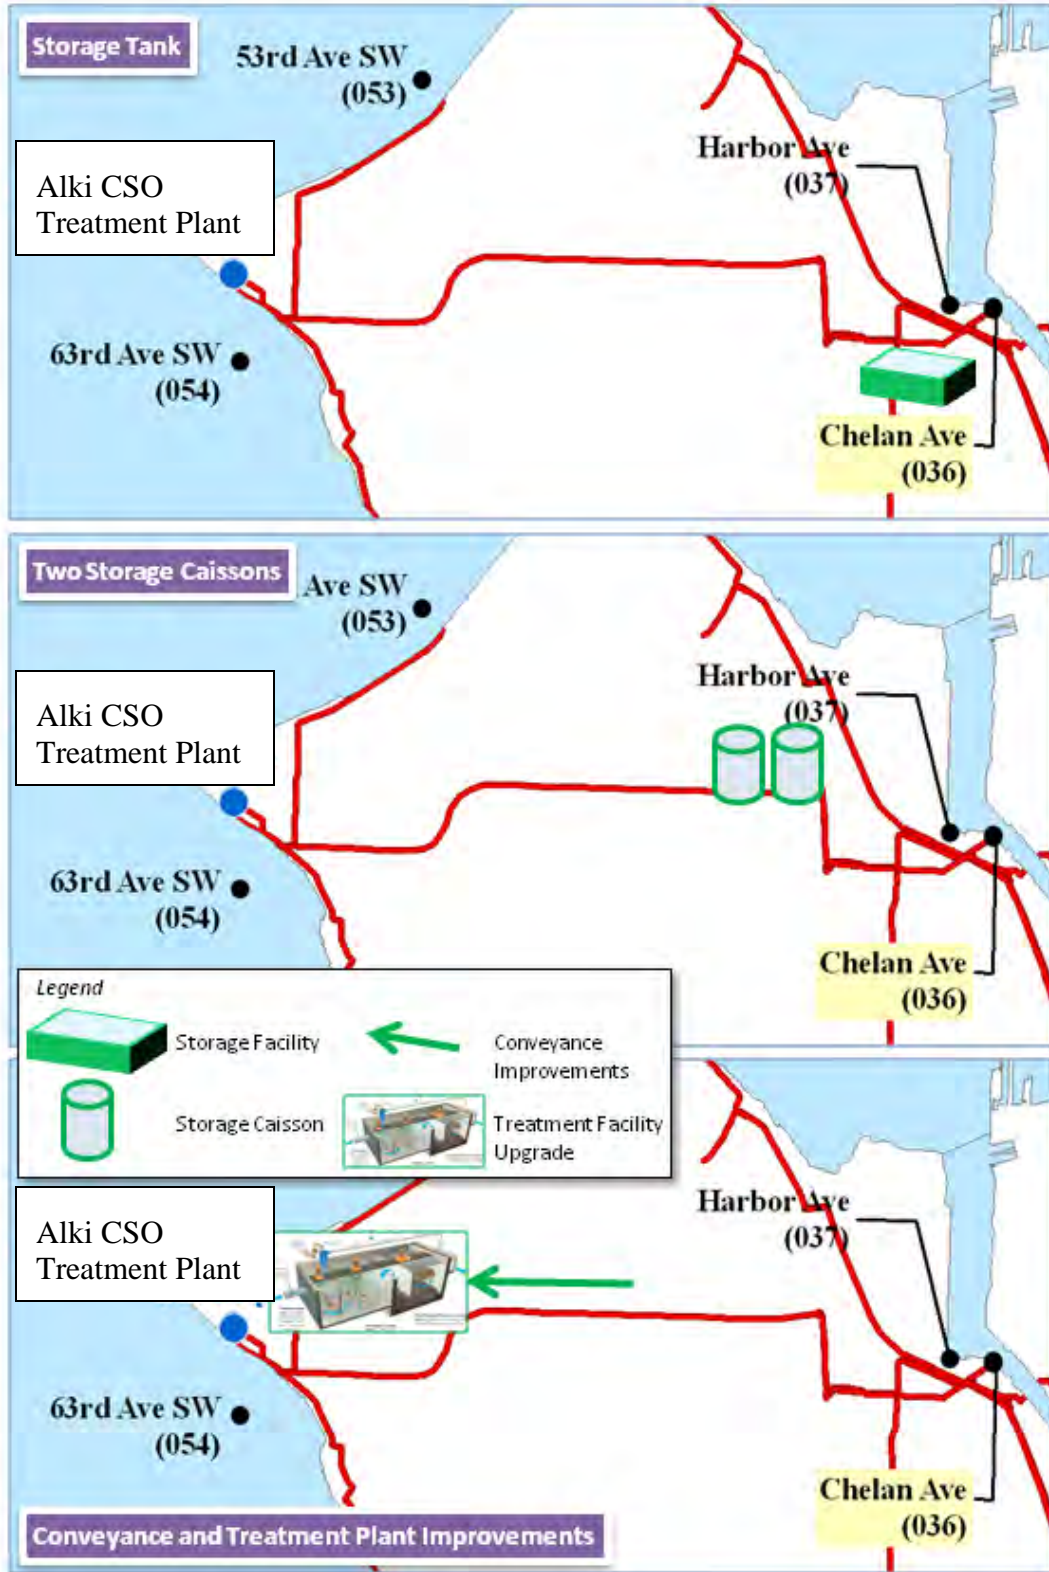 Storage Tank
53rd Ave SW
(053)
Alki CSO
Treatment Plant
Harbor Ave
(037)
63rd Ave SW
(054)
Chelan Ave
(036)
Two Storage Caissons
Ave SW
(053)
Alki CSO
Treatment Plant
Harbor Ave
(037)
63rd Ave SW
(054)
Chelan Ave
(036)
Legend
Storage Facility
Conveyance
Improvements
Storage Caisson
Treatment Facility
Upgrade
Alki CSO
Treatment Plant
Harbor Ave
(037)
63rd Ave SW
(054)
Chelan Ave
(036)
Conveyance and Treatment Plant Improvements